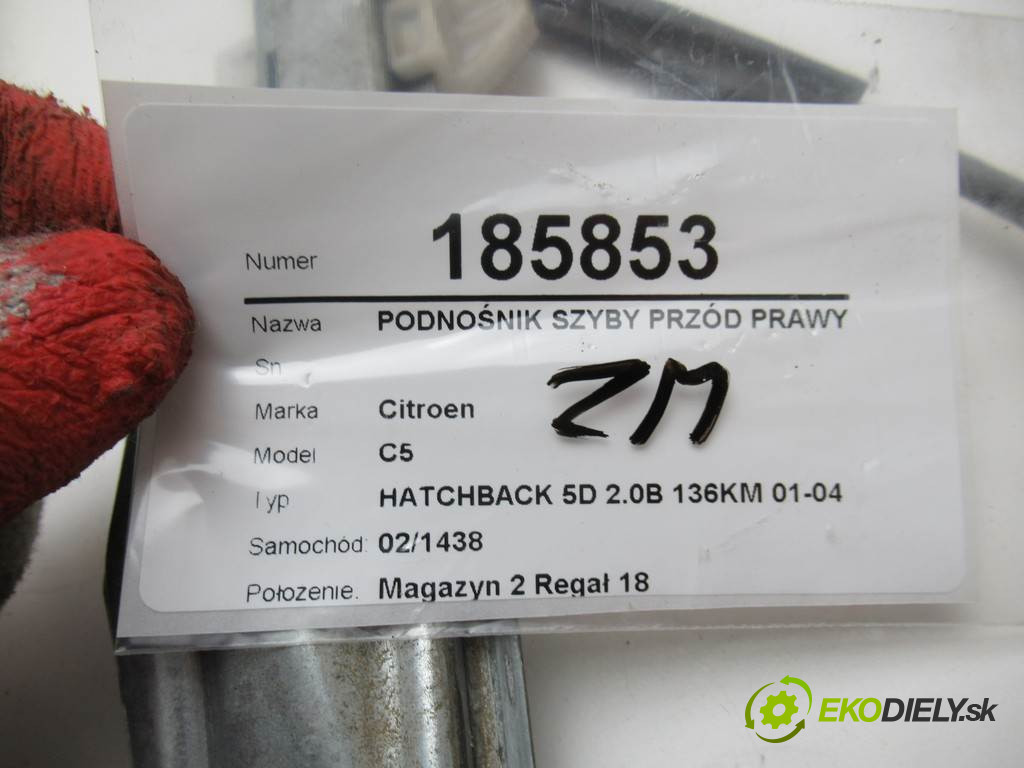 Numer 185853
Nazwa PODNOŚNIK SZYBY PRZÓD PRAWY
Sn
ZM
Marka Citroen
Model C5
Typ HATCHBACK 5D 2.0B 136KM 01-04
Samochód: 02/1438
Położenie. Magazyn 2 Regał 18
EKODIELY.sk